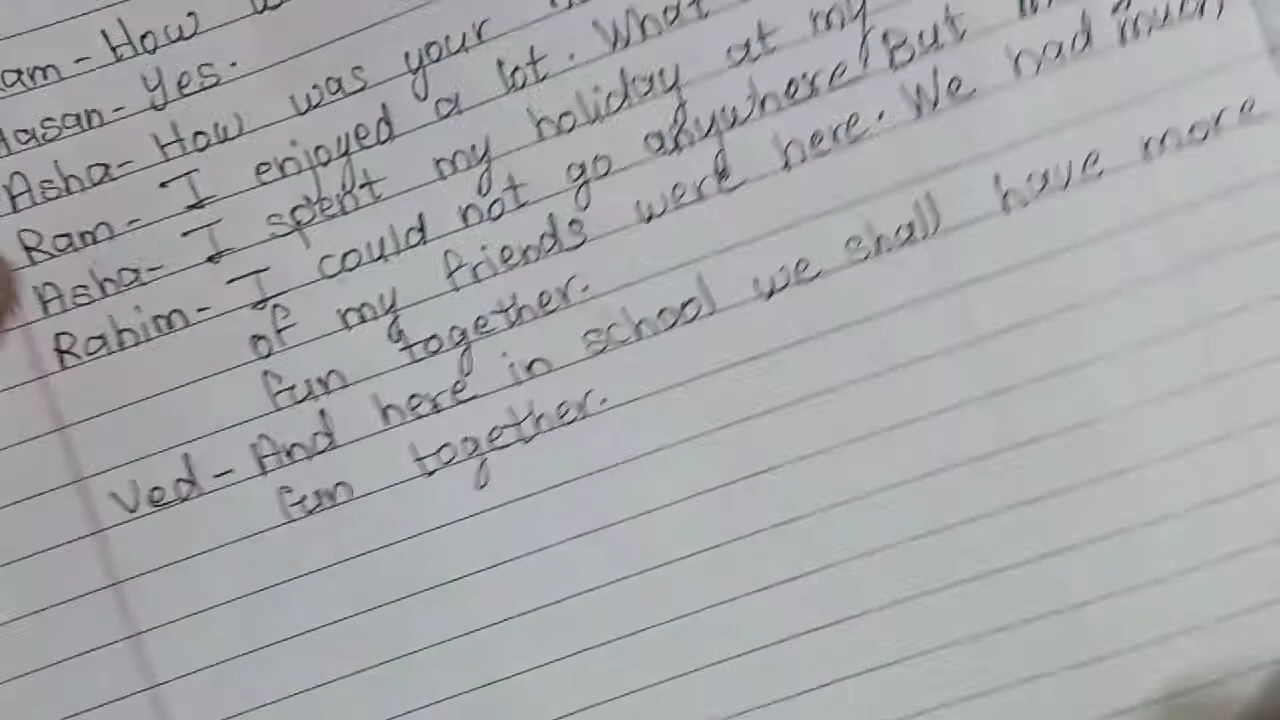 am - How
Hasan - Yes.
Asha - How was your
Ram - I enjoyed a lot. What
Asha - I spent my holiday at my
Rahim - I could not go anywhere. But
of my friends were here. We had much
fun together.
Ved - And here in school we shall have more
fun together.